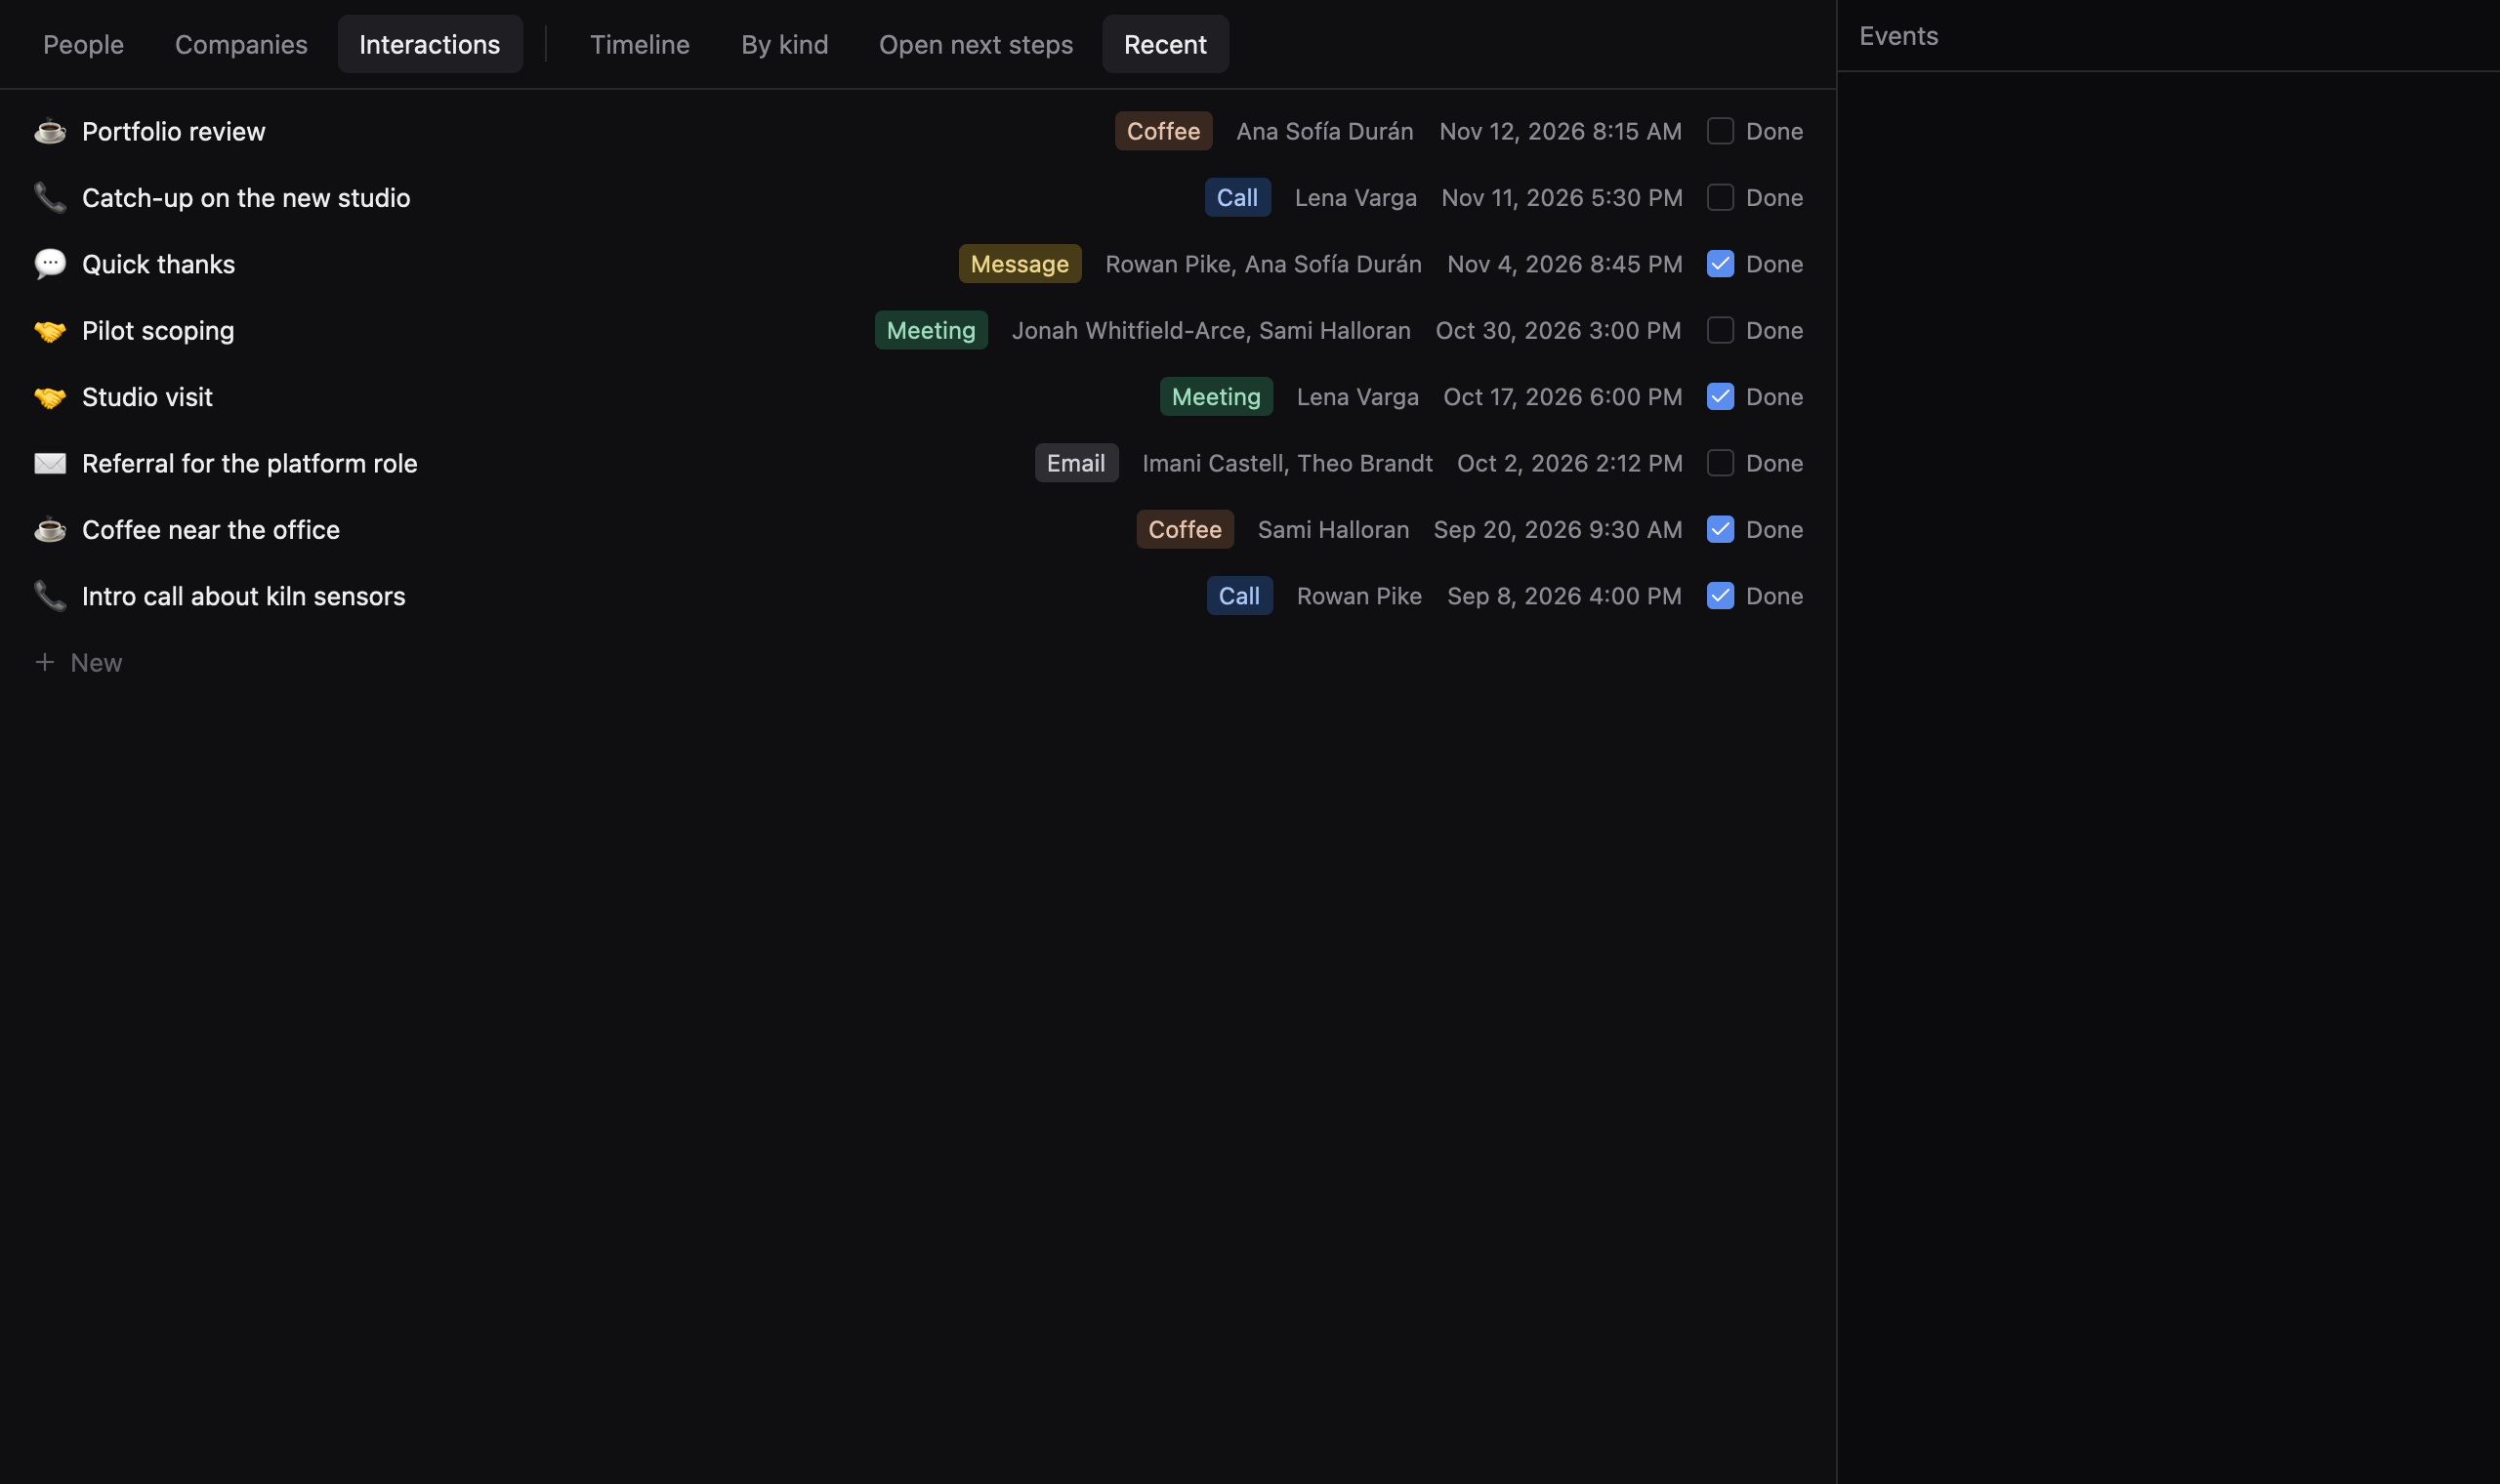 People Companies Interactions Timeline By kind Open next steps Recent
Events
Portfolio review Coffee Ana Sofía Durán Nov 12, 2026 8:15 AM Done
Catch-up on the new studio Call Lena Varga Nov 11, 2026 5:30 PM Done
Quick thanks Message Rowan Pike, Ana Sofía Durán Nov 4, 2026 8:45 PM Done
Pilot scoping Meeting Jonah Whitfield-Arce, Sami Halloran Oct 30, 2026 3:00 PM Done
Studio visit Meeting Lena Varga Oct 17, 2026 6:00 PM Done
Referral for the platform role Email Imani Castell, Theo Brandt Oct 2, 2026 2:12 PM Done
Coffee near the office Coffee Sami Halloran Sep 20, 2026 9:30 AM Done
Intro call about kiln sensors Call Rowan Pike Sep 8, 2026 4:00 PM Done
+ New